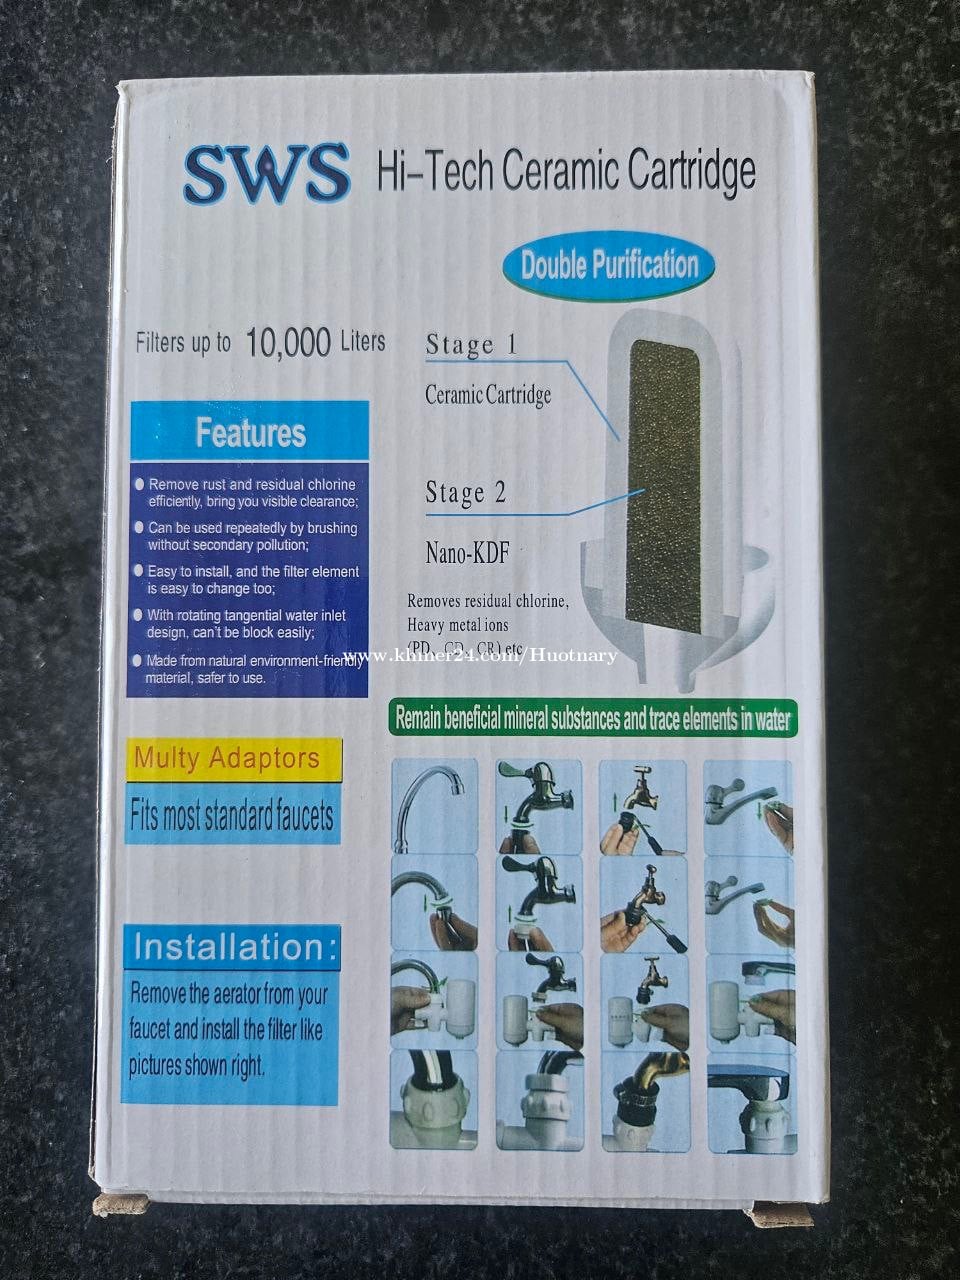 SWS Hi-Tech Ceramic Cartridge
Double Purification
Filters up to 10,000 Liters
Stage 1
Ceramic Cartridge
Stage 2
Nano-KDF
Removes residual chlorine,
Heavy metal ions
(PD、CD、CR) etc
Features
Remove rust and residual chlorine
efficiently, bring you visible clearance;
Can be used repeatedly by brushing
without secondary pollution;
Easy to install, and the filter element
is easy to change too;
With rotating tangential water inlet
design, can't be block easily;
Made from natural environment-friendly
material, safer to use.
www.khmer24.com/Huotnary
Remain beneficial mineral substances and trace elements in water
Multy Adaptors
Fits most standard faucets
Installation:
Remove the aerator from your
faucet and install the filter like
pictures shown right.